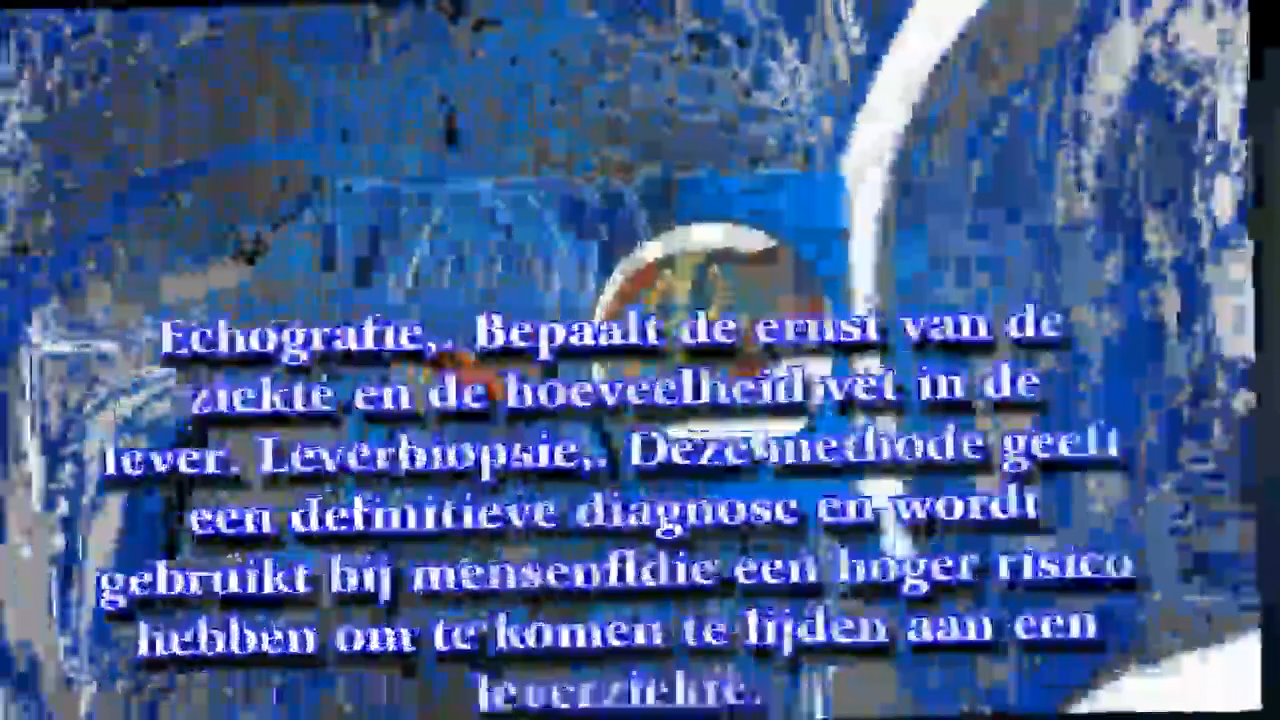 Echografie,. Bepaalt de ernst van de
ziekte en de hoeveelheid vet in de
lever. Leverbiopsie,. Deze methode geeft
een definitieve diagnose en wordt
gebruikt bij mensen die een hoger risico
hebben om te komen te lijden aan een
leverziekte.